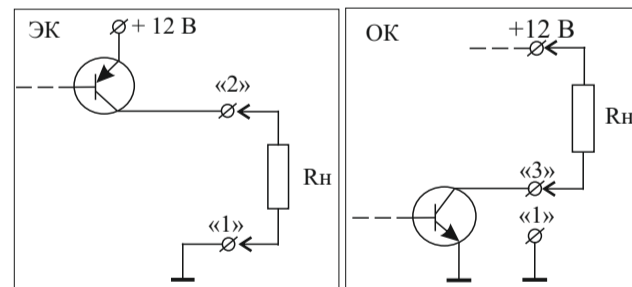 ЭК
+ 12 В
«2»
Rн
«1»
ОК
+12 В
Rн
«3»
«1»